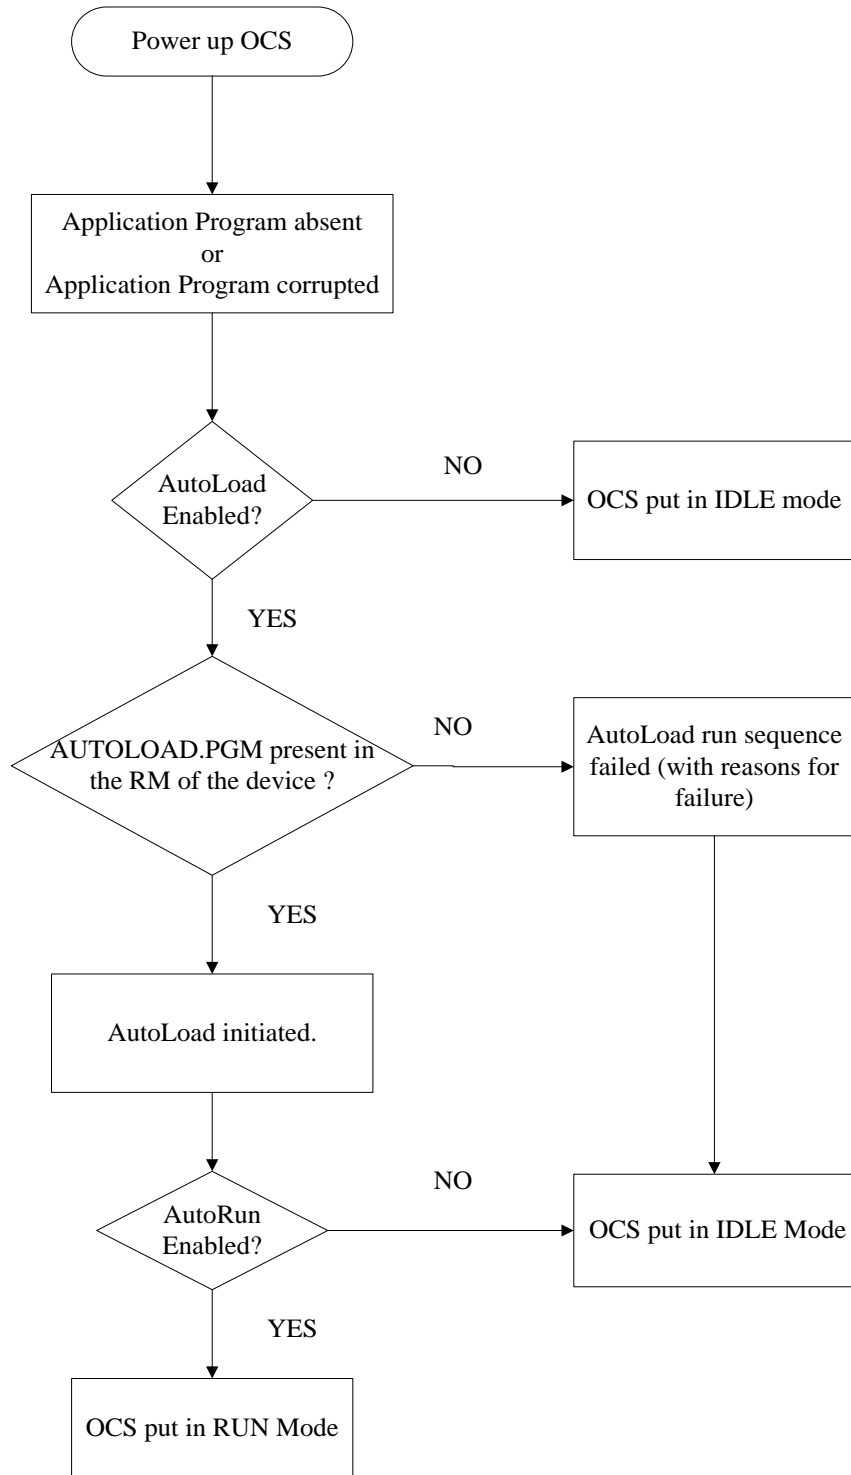 Power up OCS
Application Program absent
or
Application Program corrupted
AutoLoad
Enabled?
NO
OCS put in IDLE mode
YES
AUTOLOAD.PGM present in
the RM of the device ?
NO
AutoLoad run sequence
failed (with reasons for
failure)
YES
AutoLoad initiated.
AutoRun
Enabled?
NO
OCS put in IDLE Mode
YES
OCS put in RUN Mode